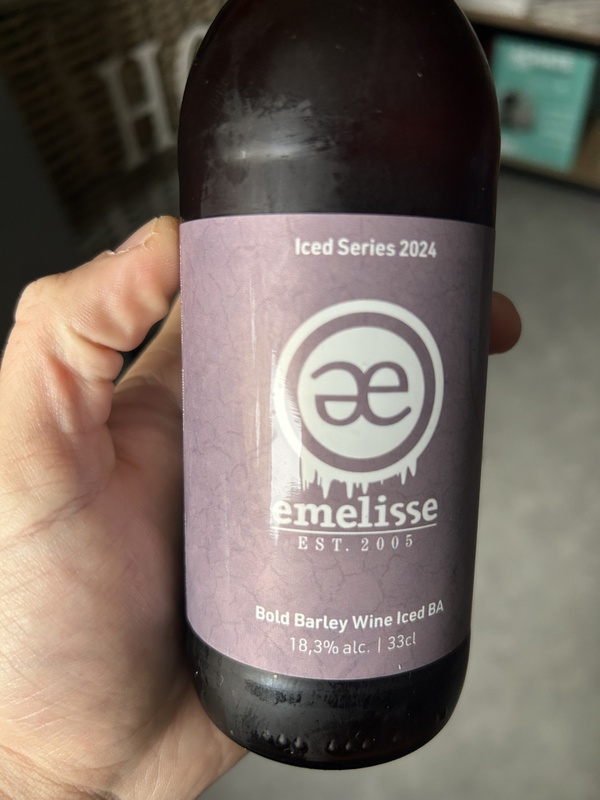 Iced Series 2024
æ
emelisse
EST. 2005
Bold Barley Wine Iced BA
18,3% alc. | 33cl